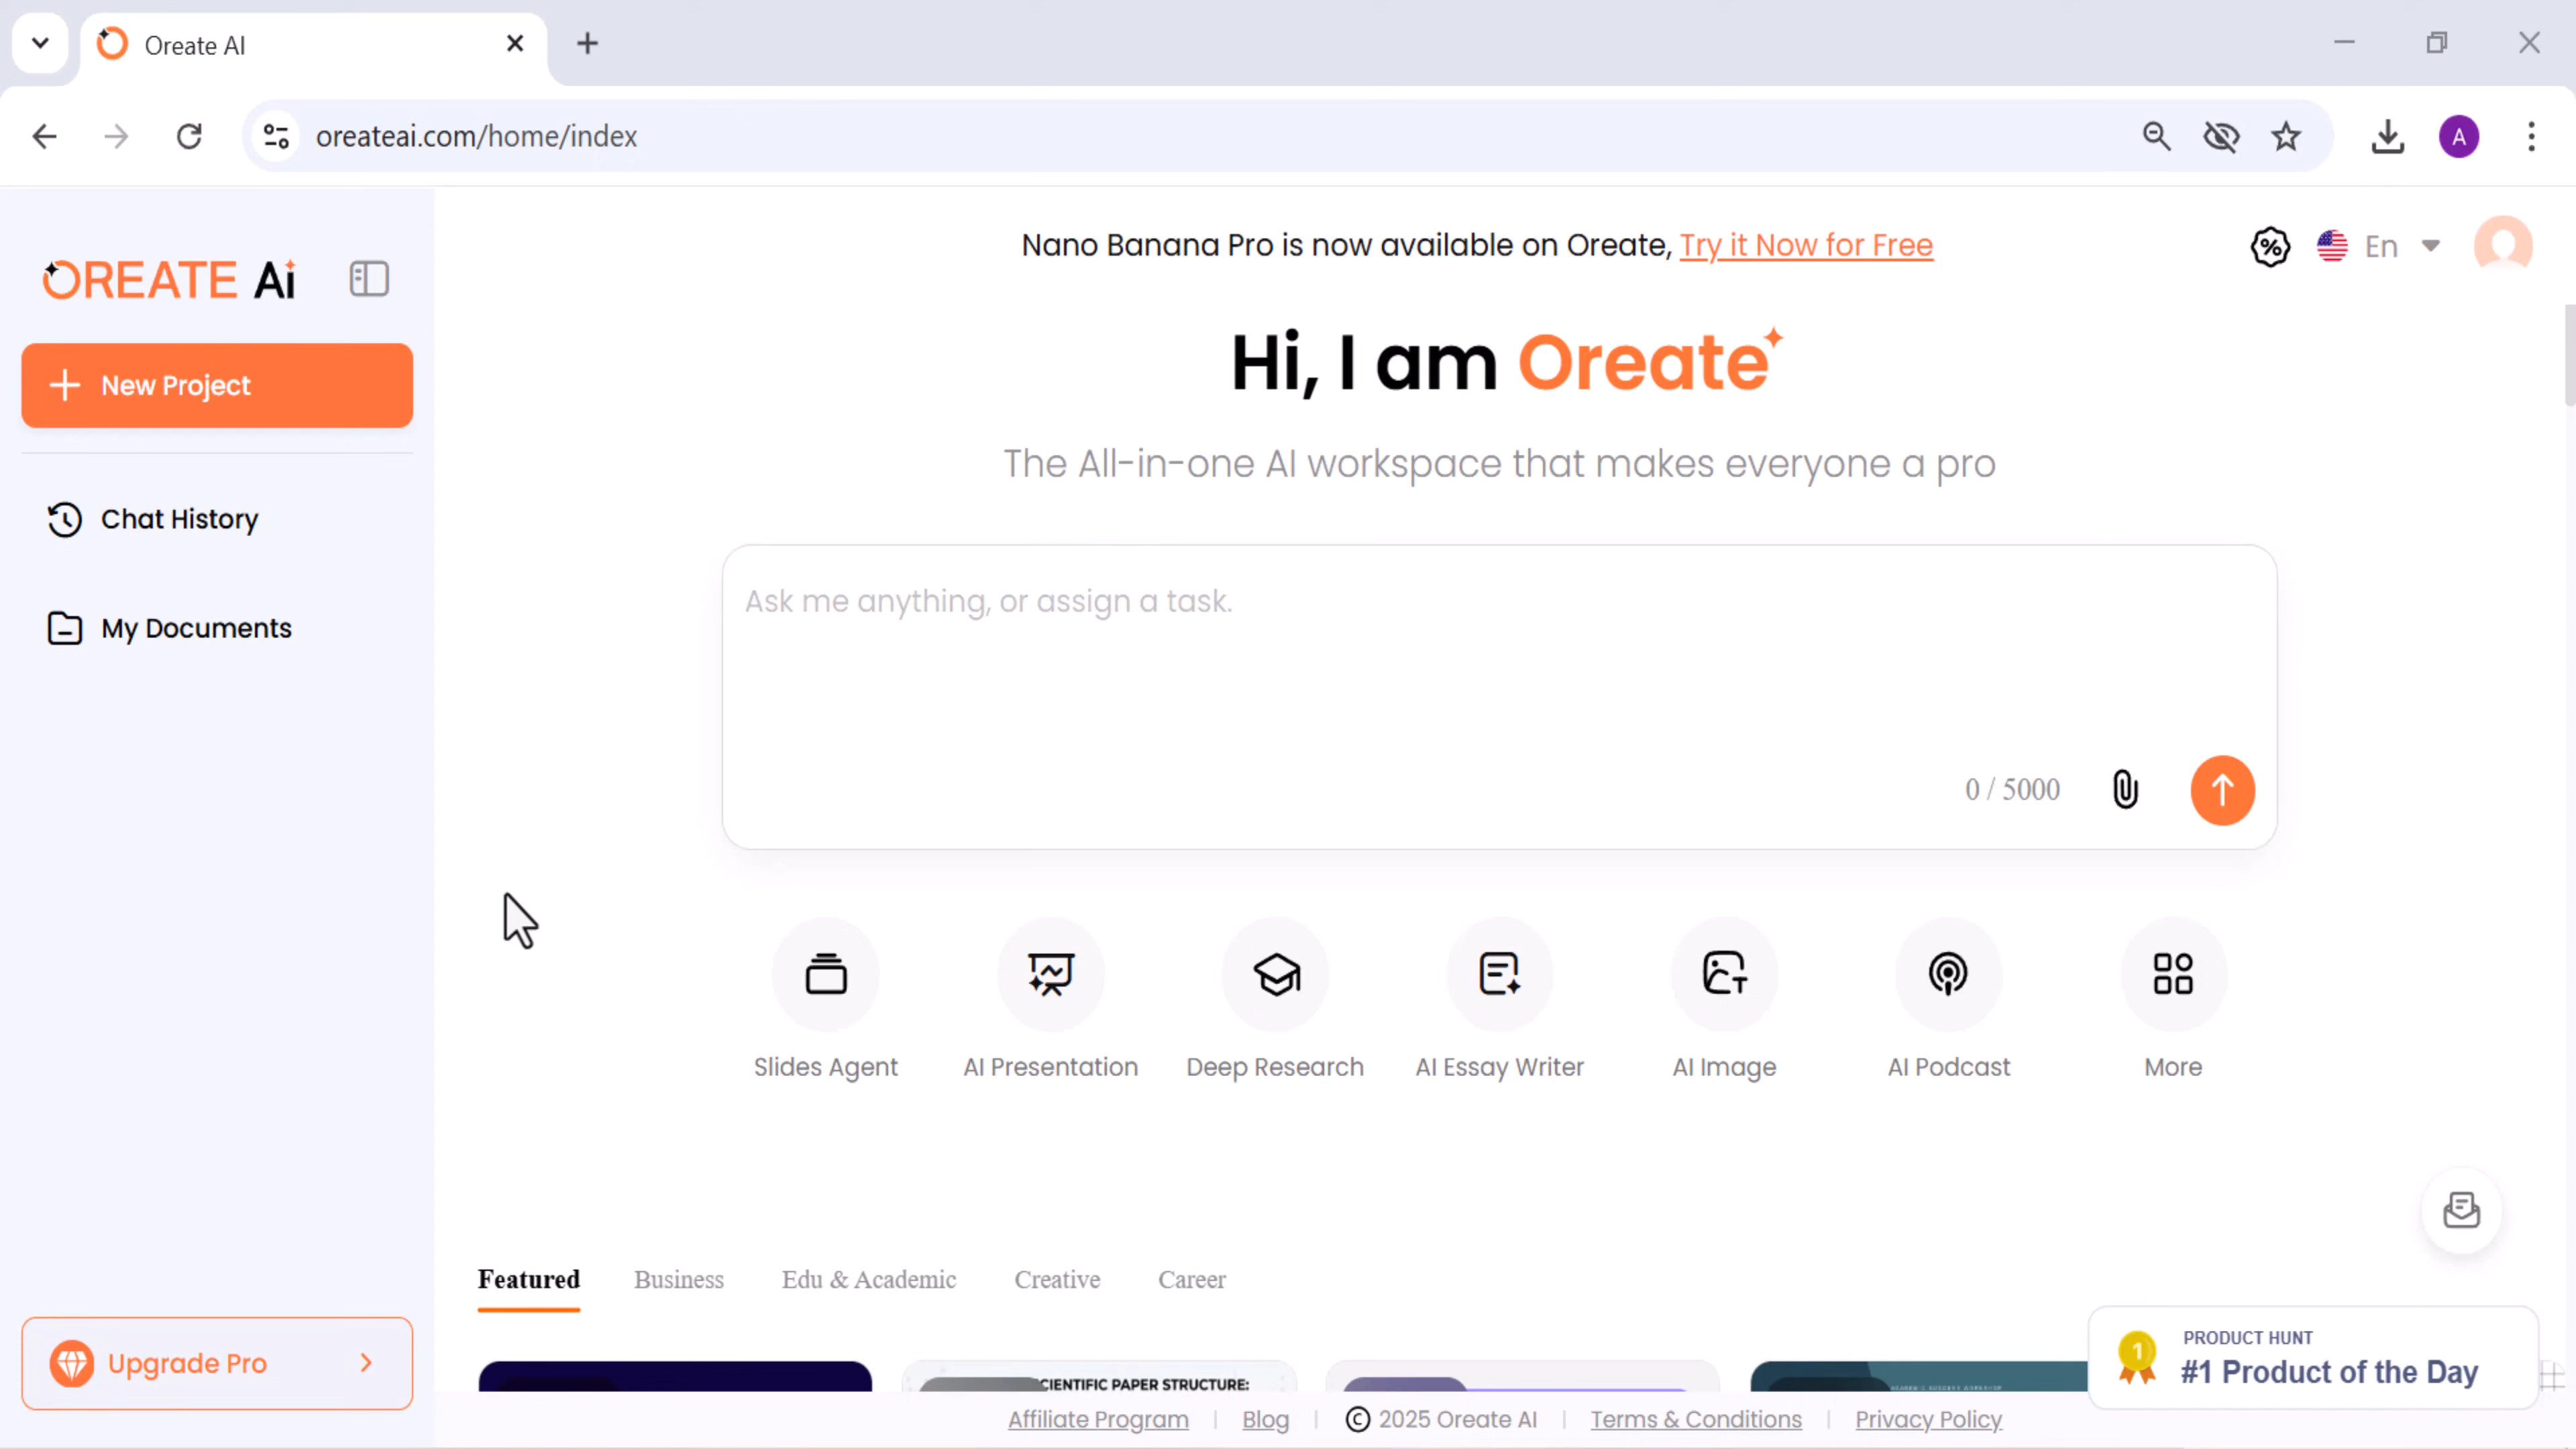 Oreate AI
oreateai.com/home/index
A
OREATE Ai
New Project
Chat History
My Documents
Upgrade Pro
Nano Banana Pro is now available on Oreate, Try it Now for Free
En
Hi, I am Oreate
The All-in-one AI workspace that makes everyone a pro
Ask me anything, or assign a task.
0 / 5000
Slides Agent
AI Presentation
Deep Research
AI Essay Writer
AI Image
AI Podcast
More
Featured
Business
Edu & Academic
Creative
Career
CIENTIFIC PAPER STRUCTURE:
1
PRODUCT HUNT
#1 Product of the Day
Affiliate Program | Blog | © 2025 Oreate AI | Terms & Conditions | Privacy Policy